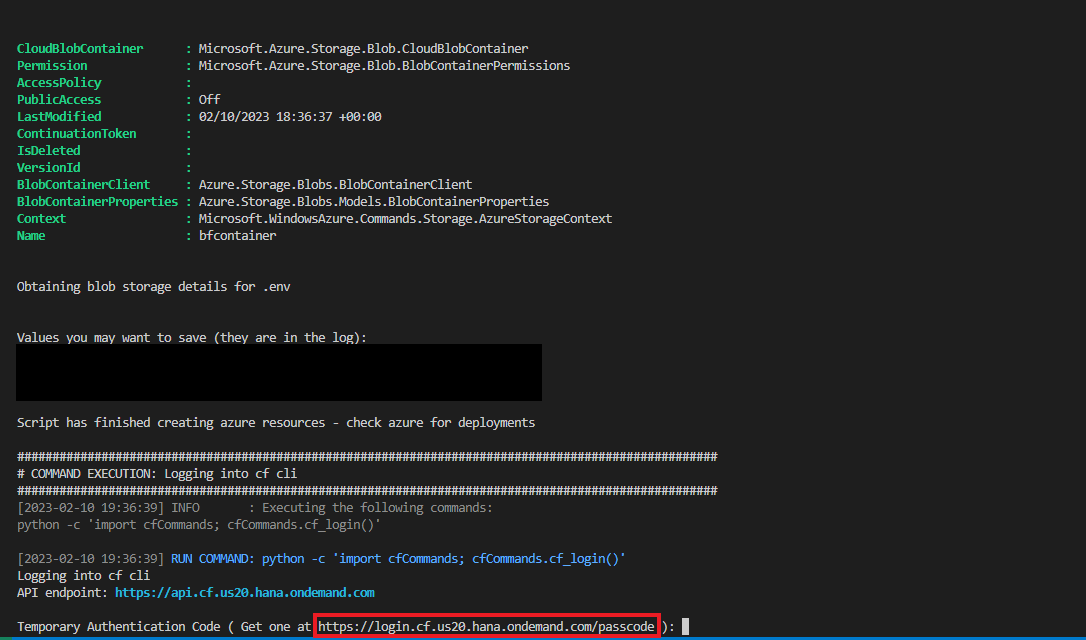 CloudBlobContainer : Microsoft.Azure.Storage.Blob.CloudBlobContainer
Permission : Microsoft.Azure.Storage.Blob.BlobContainerPermissions
AccessPolicy :
PublicAccess : Off
LastModified : 02/10/2023 18:36:37 +00:00
ContinuationToken :
IsDeleted :
VersionId :
BlobContainerClient : Azure.Storage.Blobs.BlobContainerClient
BlobContainerProperties : Azure.Storage.Blobs.Models.BlobContainerProperties
Context : Microsoft.WindowsAzure.Commands.Storage.AzureStorageContext
Name : bfcontainer
Obtaining blob storage details for .env
Values you may want to save (they are in the log):
Script has finished creating azure resources - check azure for deployments
####################################################################################################
# COMMAND EXECUTION: Logging into cf cli
####################################################################################################
[2023-02-10 19:36:39] INFO : Executing the following commands:
python -c 'import cfCommands; cfCommands.cf_login()'
[2023-02-10 19:36:39] RUN COMMAND: python -c 'import cfCommands; cfCommands.cf_login()'
Logging into cf cli
API endpoint: https://api.cf.us20.hana.ondemand.com
Temporary Authentication Code ( Get one at https://login.cf.us20.hana.ondemand.com/passcode ):